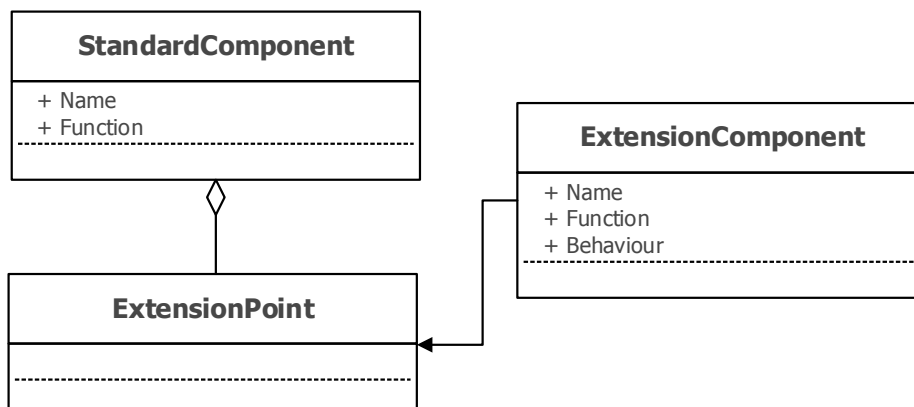 StandardComponent
+ Name
+ Function
ExtensionComponent
+ Name
+ Function
+ Behaviour
ExtensionPoint